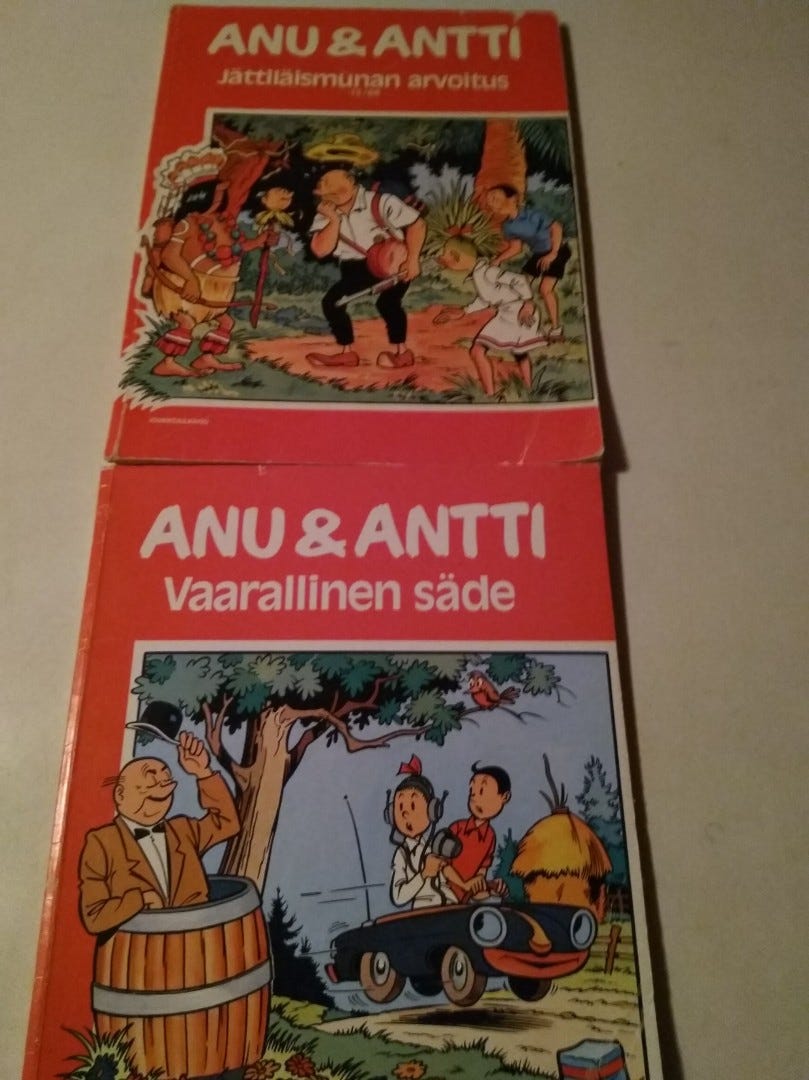 ANU & ANTTI
Jättiläismunan arvoitus
ANU & ANTTI
Vaarallinen säde